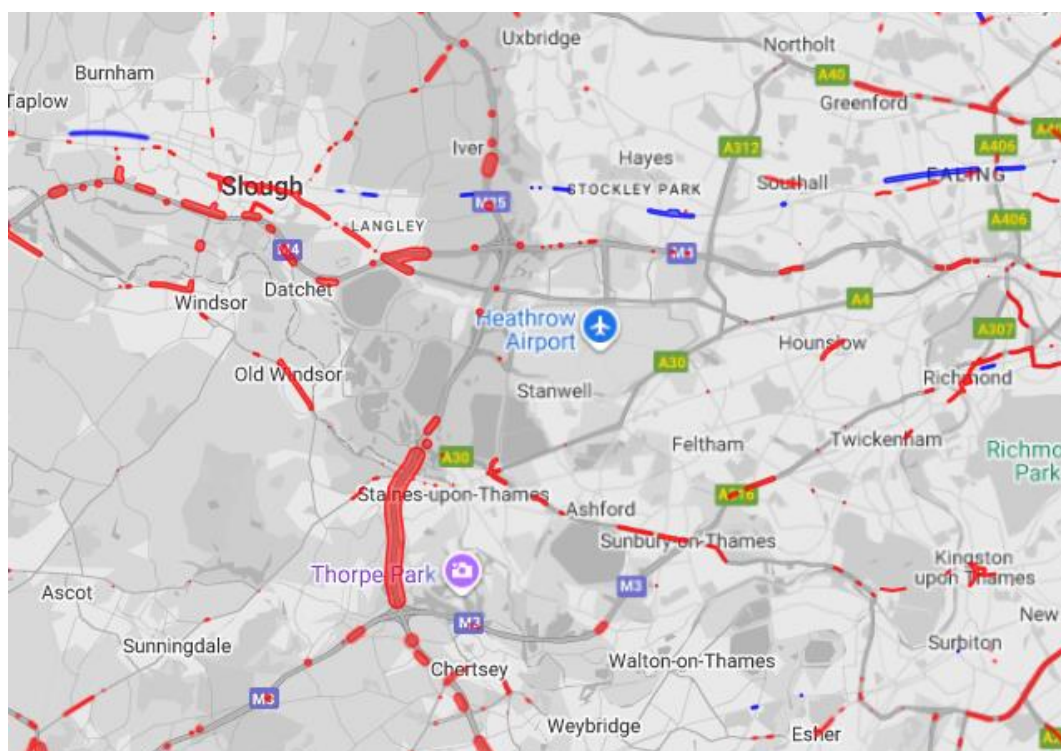 Uxbridge
Northolt
Burnham
A40
Taplow
Greenford
Iver
A312
A406
Hayes
Slough
STOCKLEY PARK
Southall
EALING
M25
LANGLEY
A406
M4
Datchet
Windsor
A4
Heathrow
Airport
A307
Hounslow
A30
Old Windsor
Richmond
Stanwell
Feltham
Twickenham
A30
Richmo
Park
Staines-upon-Thames
Ashford
Sunbury-on-Thames
Kingston
upon Thames
Thorpe Park
M3
Ascot
M3
New
Sunningdale
Surbiton
Chertsey
Walton-on-Thames
M3
Weybridge
Esher